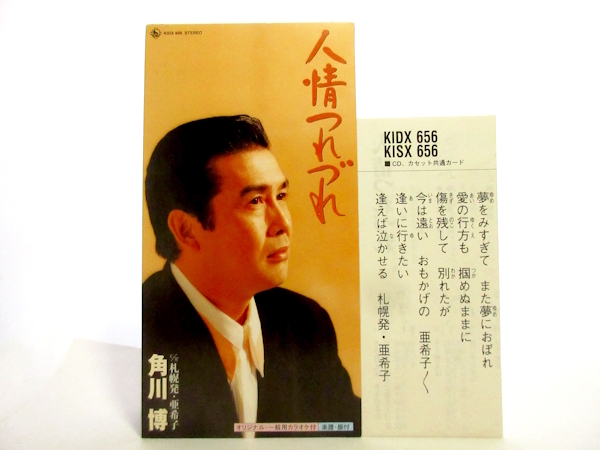 KIDX 656 STEREO
人情つれづれ
c/w札幌発・亜希子
角川 博
オリジナル・一般用カラオケ付
楽譜・振付
KIDX 656
KISX 656
■CD、カセット共通カード
夢をみすぎて また夢におぼれ
愛の行方も 掴めぬままに
傷を残して 別れたが
今は遠い おもかげの 亜希子〱
逢いに行きたい
逢えば泣かせる 札幌発・亜希子